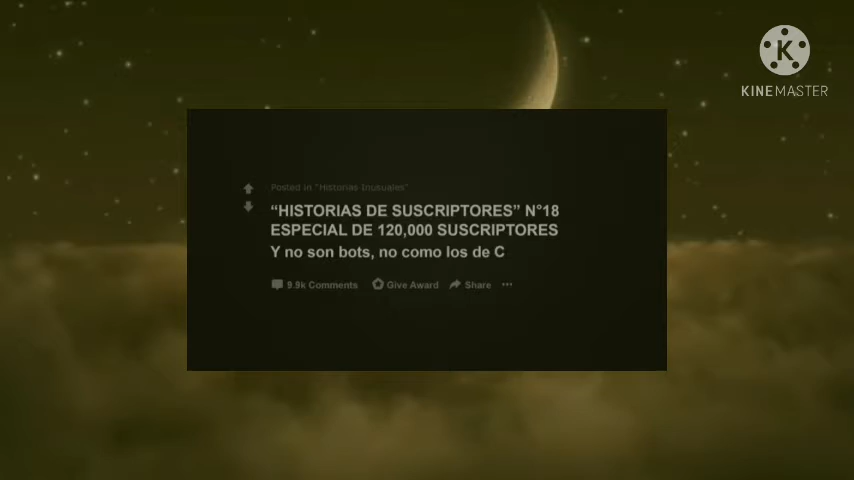 KINEMASTER
Posted in "Historias Inusuales"
“HISTORIAS DE SUSCRIPTORES” N°18
ESPECIAL DE 120,000 SUSCRIPTORES
Y no son bots, no como los de C
9.9k Comments Give Award Share ···